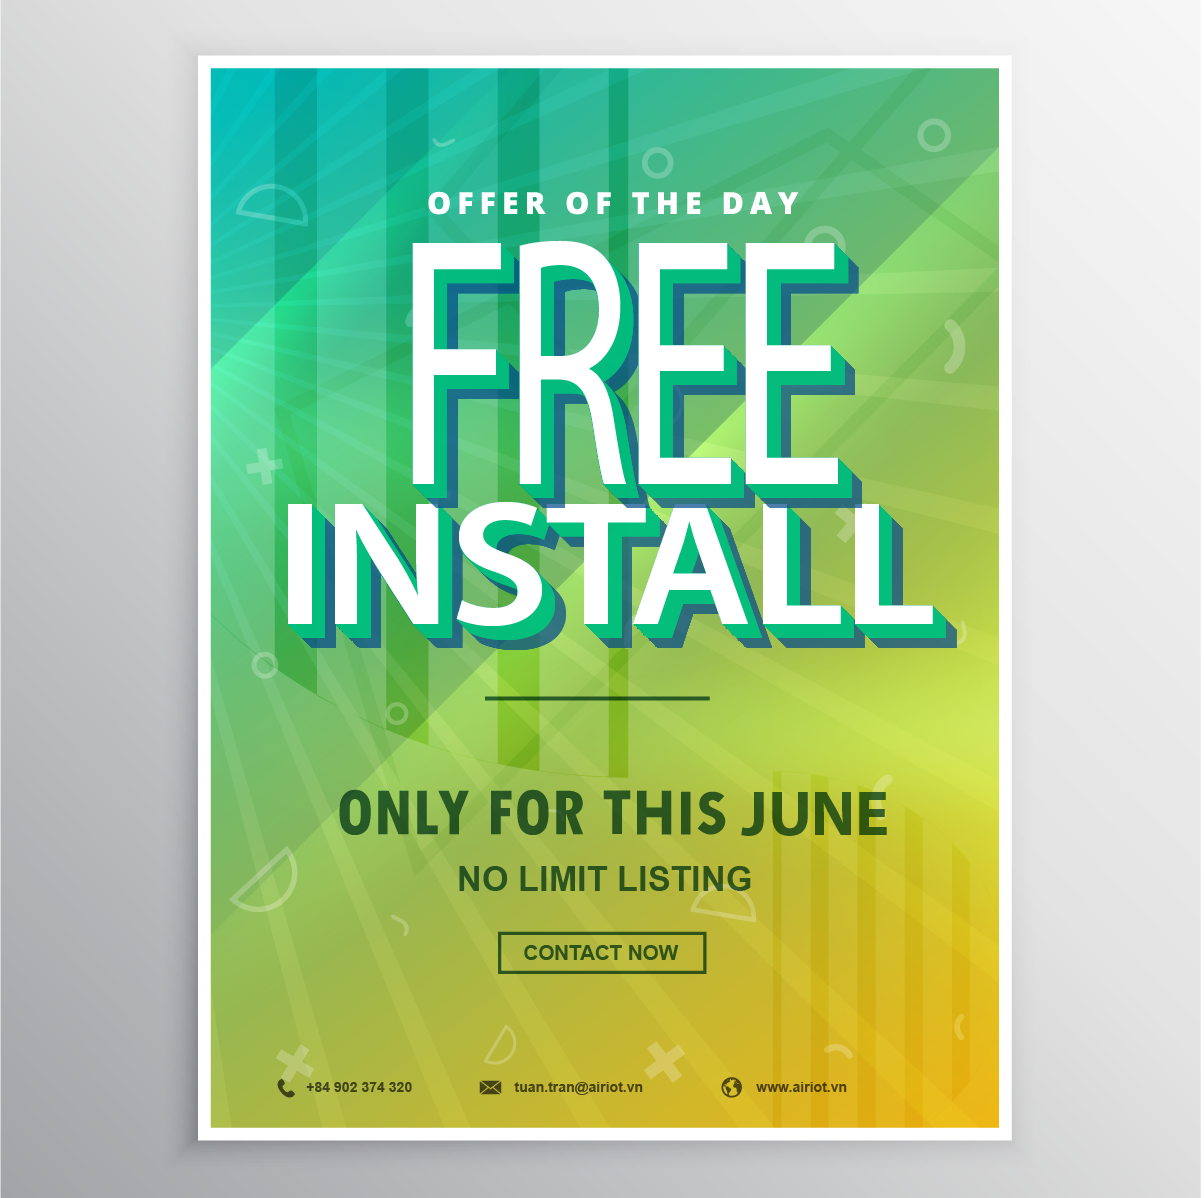 OFFER OF THE DAY
FREE
INSTALL
ONLY FOR THIS JUNE
NO LIMIT LISTING
CONTACT NOW
+84 902 374 320
tuan.tran@airiot.vn
www.airiot.vn